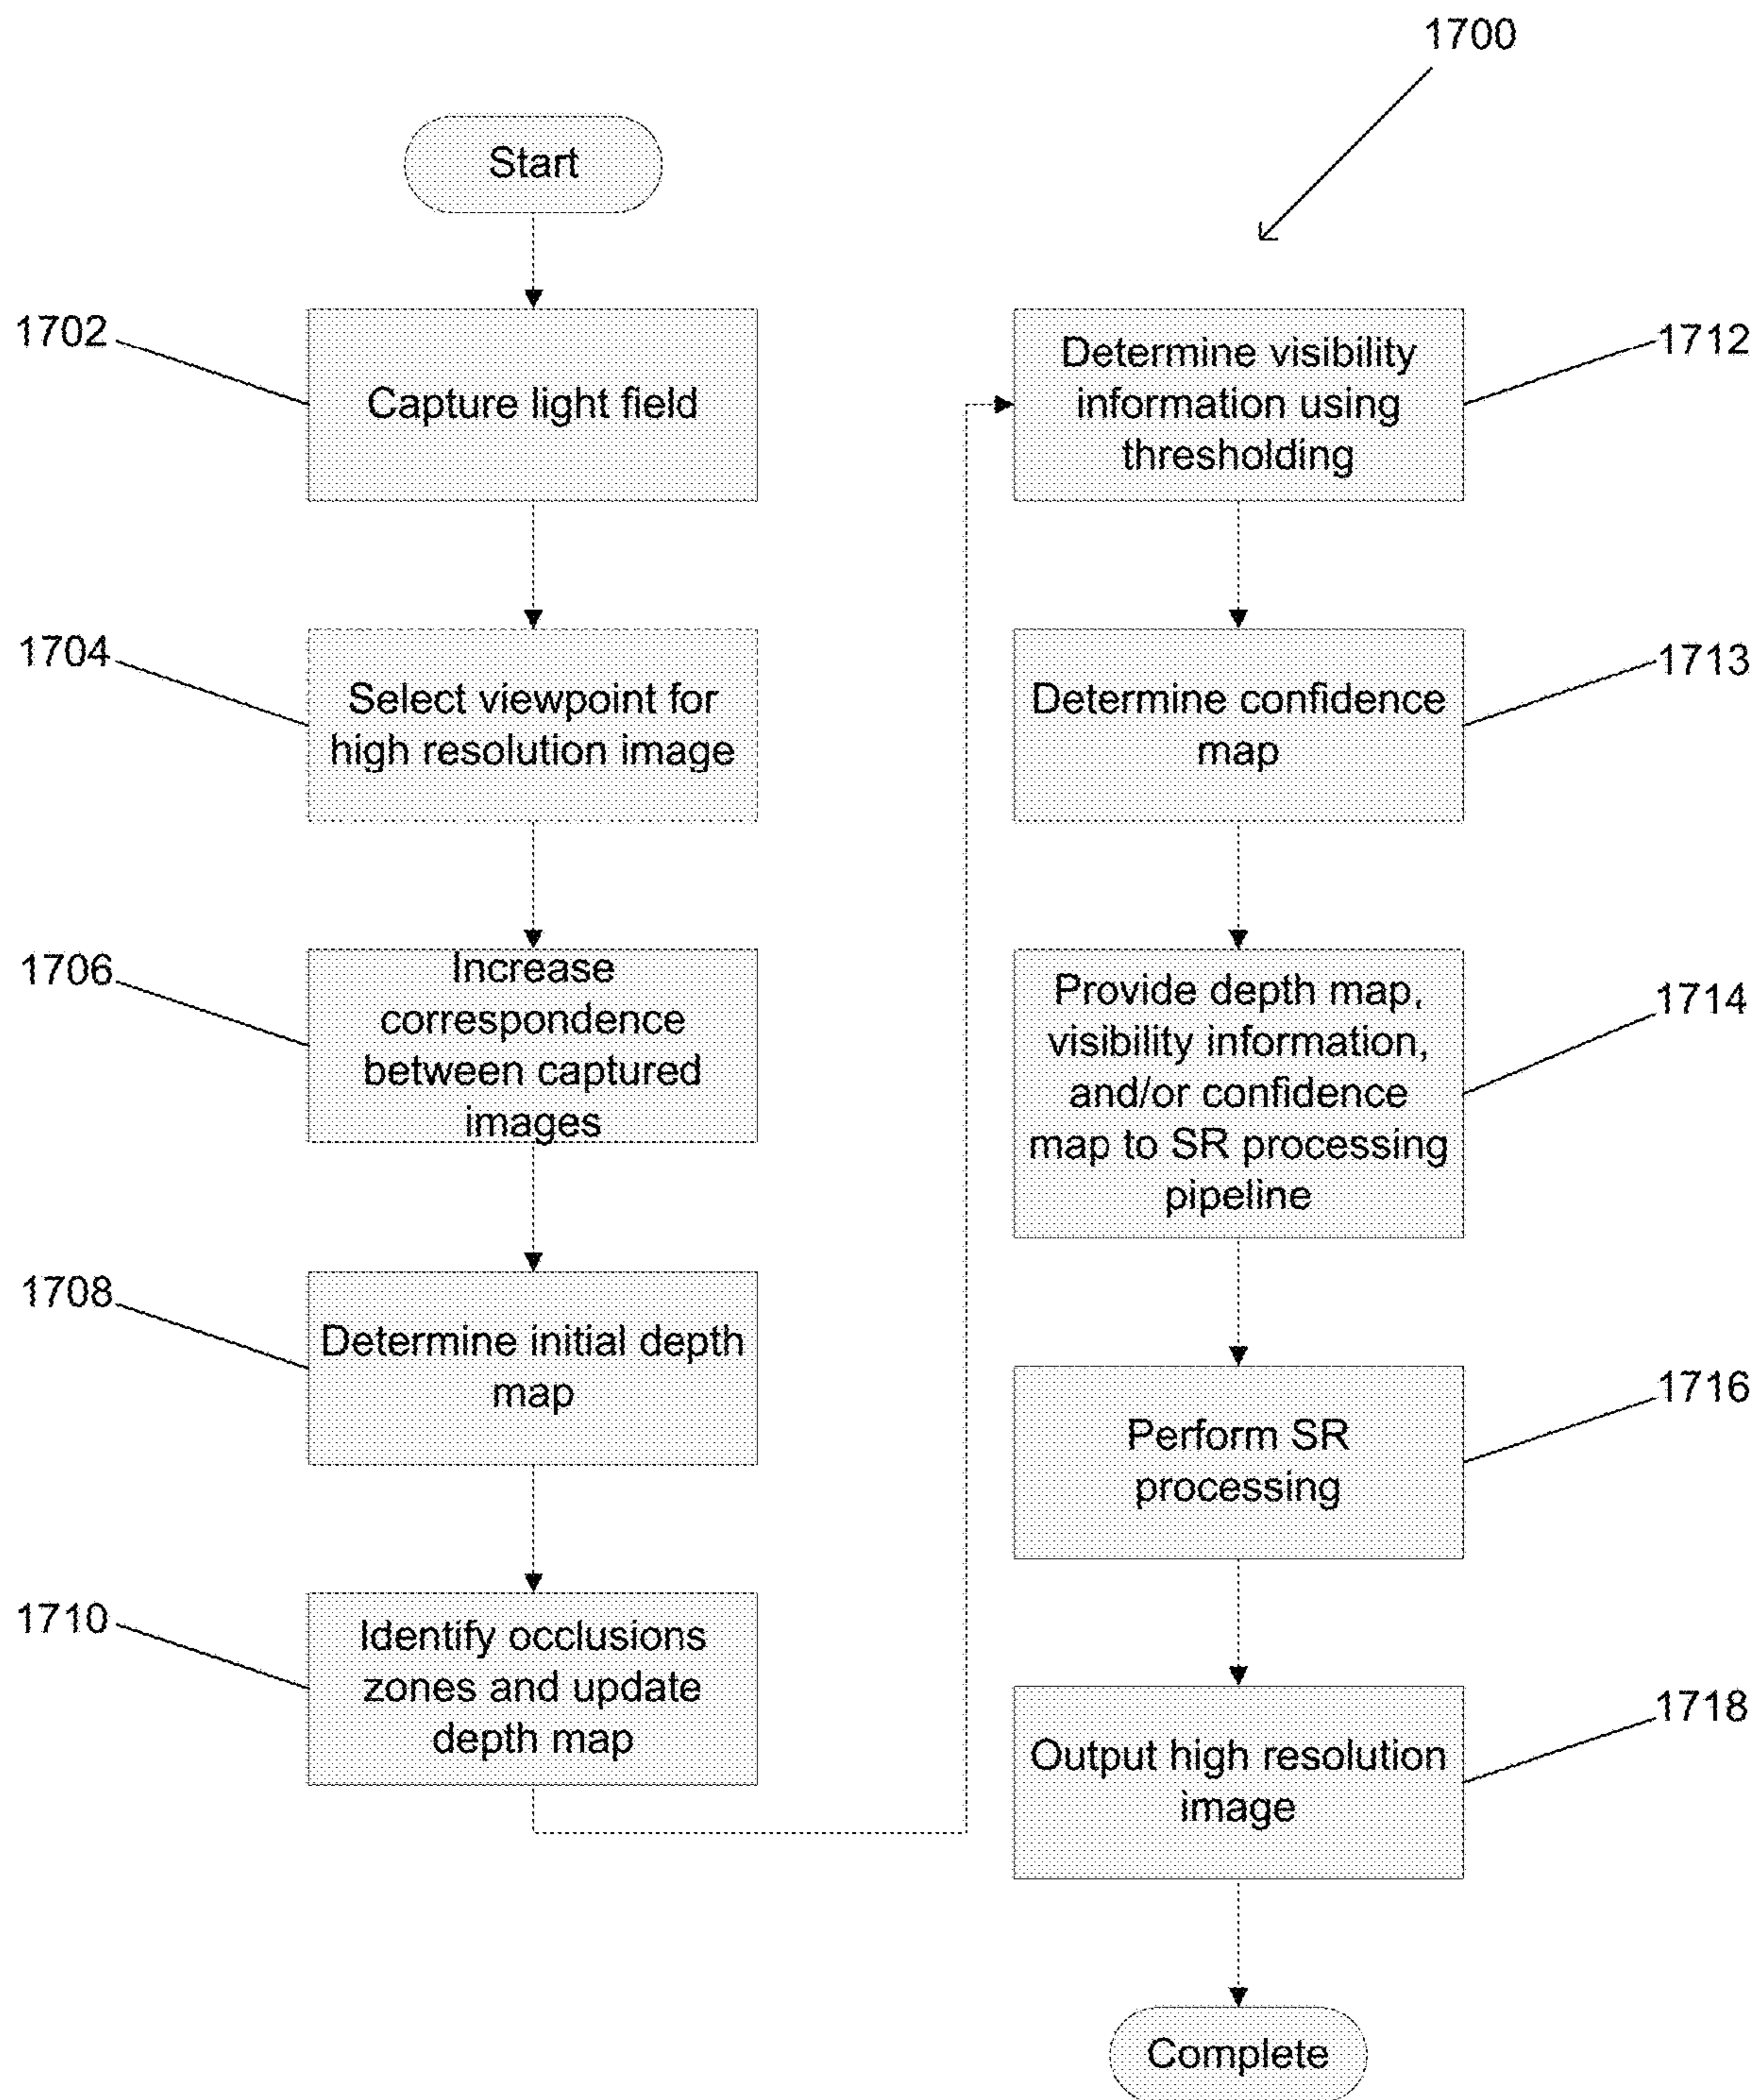 1700
Start
1702
Capture light field
1704
Select viewpoint for
high resolution image
1706
Increase
correspondence
between captured
images
1708
Determine initial depth
map
1710
Identify occlusions
zones and update
depth map
1712
Determine visibility
information using
thresholding
1713
Determine confidence
map
1714
Provide depth map,
visibility information,
and/or confidence
map to SR processing
pipeline
1716
Perform SR
processing
1718
Output high resolution
image
Complete